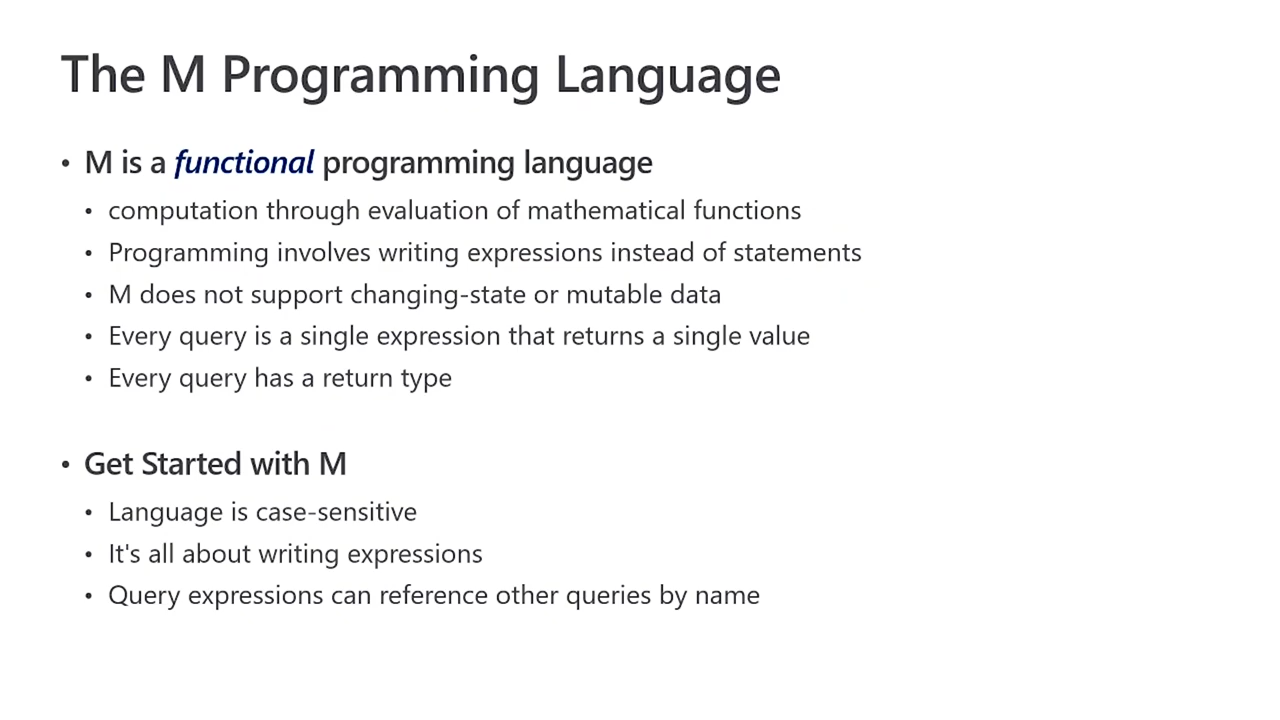 The M Programming Language
• M is a functional programming language
• computation through evaluation of mathematical functions
• Programming involves writing expressions instead of statements
• M does not support changing-state or mutable data
• Every query is a single expression that returns a single value
• Every query has a return type
• Get Started with M
• Language is case-sensitive
• It's all about writing expressions
• Query expressions can reference other queries by name